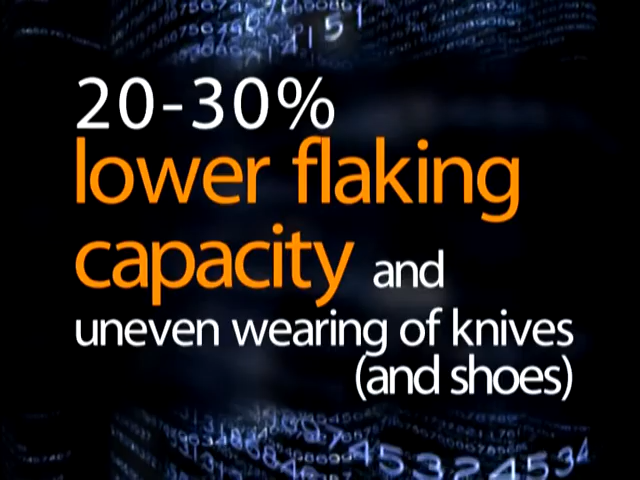 20-30%
lower flaking
capacity and
uneven wearing of knives
(and shoes)